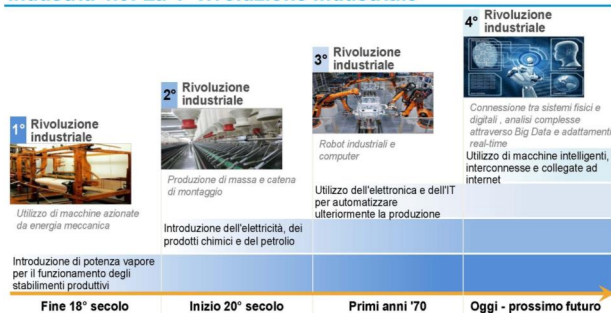 1° Rivoluzione
industriale
Utilizzo di macchine azionate
da energia meccanica
Introduzione di potenza vapore
per il funzionamento degli
stabilimenti produttivi
Fine 18° secolo
2° Rivoluzione
industriale
Produzione di massa e catena
di montaggio
Introduzione dell'elettricità, dei
prodotti chimici e del petrolio
Inizio 20° secolo
3° Rivoluzione
industriale
Robot industriali e
computer
Utilizzo dell'elettronica e dell'IT
per automatizzare
ulteriormente la produzione
Primi anni '70
4° Rivoluzione
industriale
Connessione tra sistemi fisici e
digitali , analisi complesse
attraverso Big Data e adattamenti
real-time
Utilizzo di macchine intelligenti,
interconnesse e collegate ad
internet
Oggi - prossimo futuro